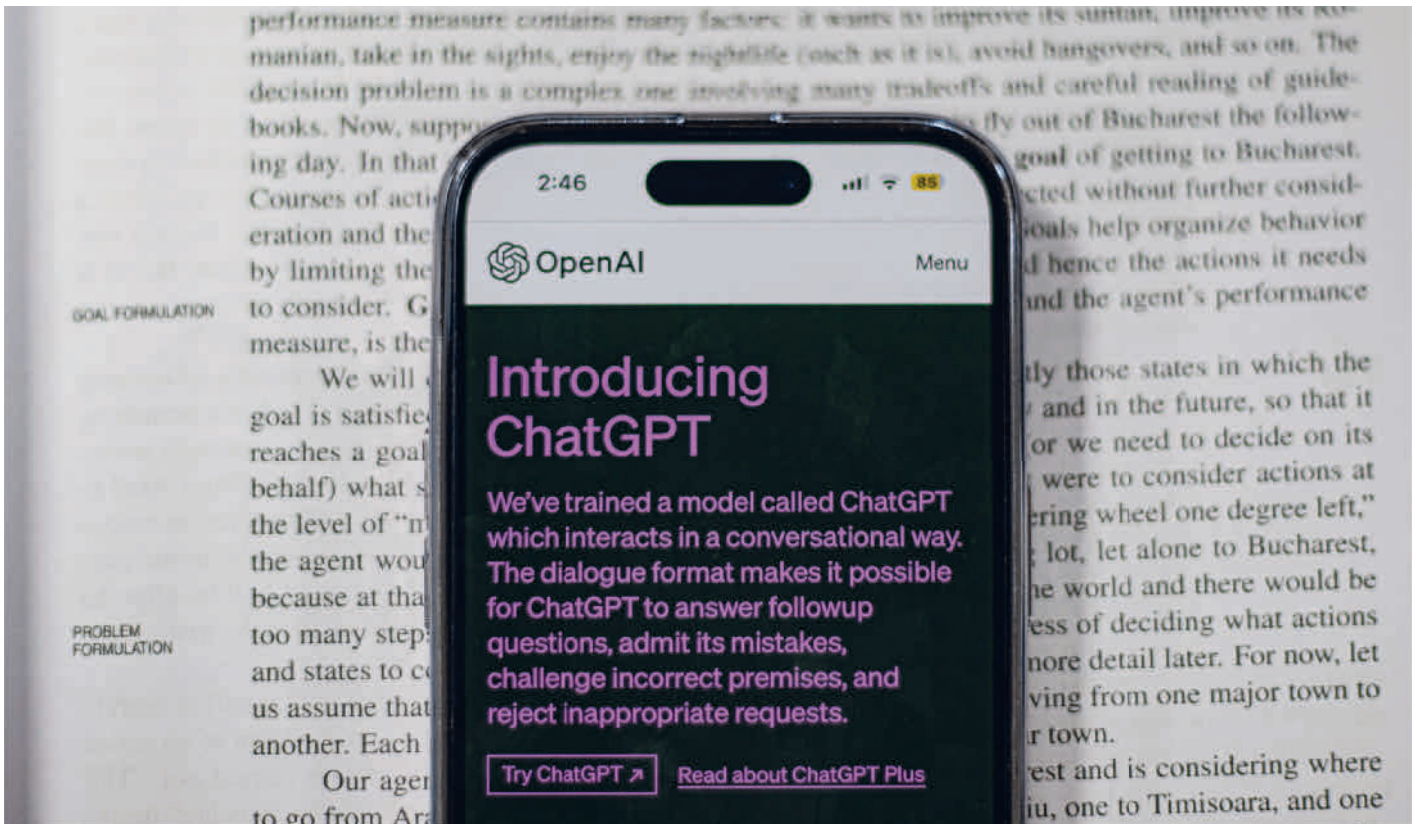 performance measure contains many factors: it wants to improve its suntan, improve its Ro-
manian, take in the sights, enjoy the nightlife (such as it is), avoid hangovers, and so on. The
decision problem is a complex one involving many tradeoffs and careful reading of guide-
books. Now, suppo fly out of Bucharest the follow-
ing day. In that goal of getting to Bucharest.
Courses of acti cted without further consid-
eration and the oals help organize behavior
by limiting the d hence the actions it needs
GOAL FORMULATION to consider. G and the agent's performance
measure, is the
We will tly those states in which the
goal is satisfie and in the future, so that it
reaches a goal or we need to decide on its
behalf) what s were to consider actions at
the level of “m ering wheel one degree left,”
the agent wou lot, let alone to Bucharest,
because at tha he world and there would be
PROBLEM
FORMULATION
too many step ess of deciding what actions
and states to co more detail later. For now, let
us assume that ving from one major town to
another. Each r town.
Our ager est and is considering where
to go from Ara iu, one to Timisoara, and one
2:46
85
OpenAI
Menu
Introducing
ChatGPT
We've trained a model called ChatGPT
which interacts in a conversational way.
The dialogue format makes it possible
for ChatGPT to answer followup
questions, admit its mistakes,
challenge incorrect premises, and
reject inappropriate requests.
Try ChatGPT ↗
Read about ChatGPT Plus